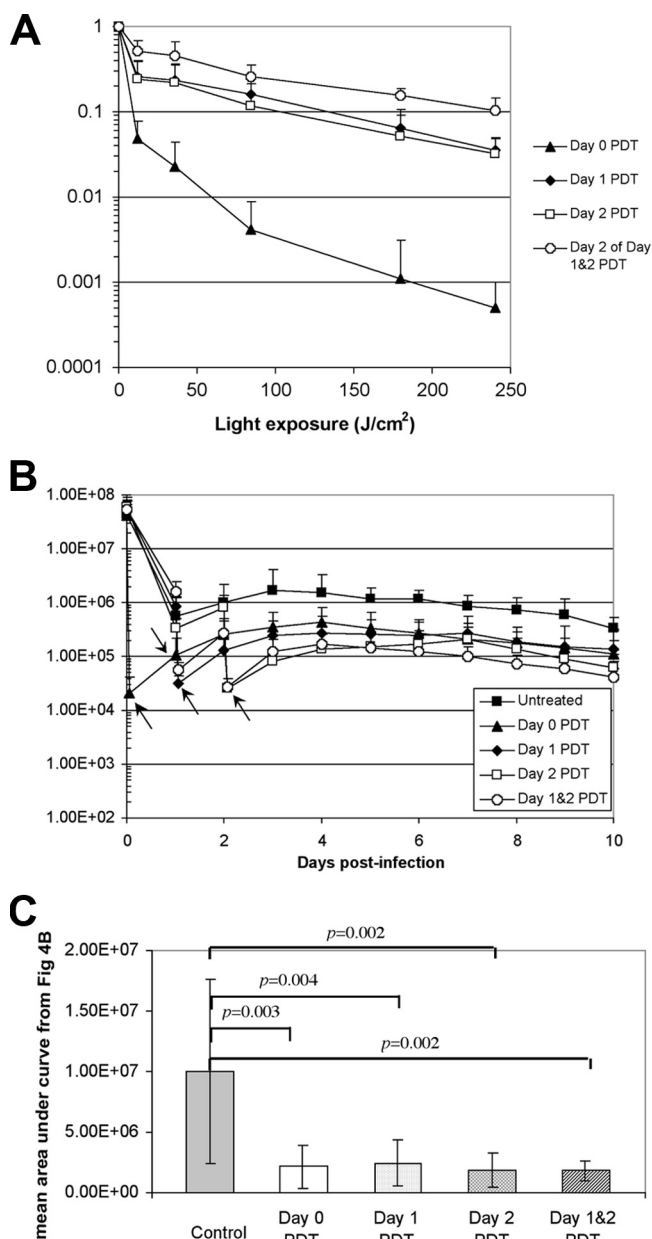 A
1
0.1
0.01
0.001
0.0001
0 50 100 150 200 250
Light exposure (J/cm²)
Day 0 PDT
Day 1 PDT
Day 2 PDT
Day 2 of Day
1&2 PDT
B
1.00E+08
1.00E+07
1.00E+06
1.00E+05
1.00E+04
1.00E+03
1.00E+02
0 2 4 6 8 10
Days post-infection
Untreated
Day 0 PDT
Day 1 PDT
Day 2 PDT
Day 1&2 PDT
C
mean area under curve from Fig 4B
2.00E+07
1.50E+07
1.00E+07
5.00E+06
0.00E+00
p=0.002
p=0.004
p=0.003
p=0.002
Control Day 0 Day 1 Day 2 Day 1&2
PDT PDT PDT PDT